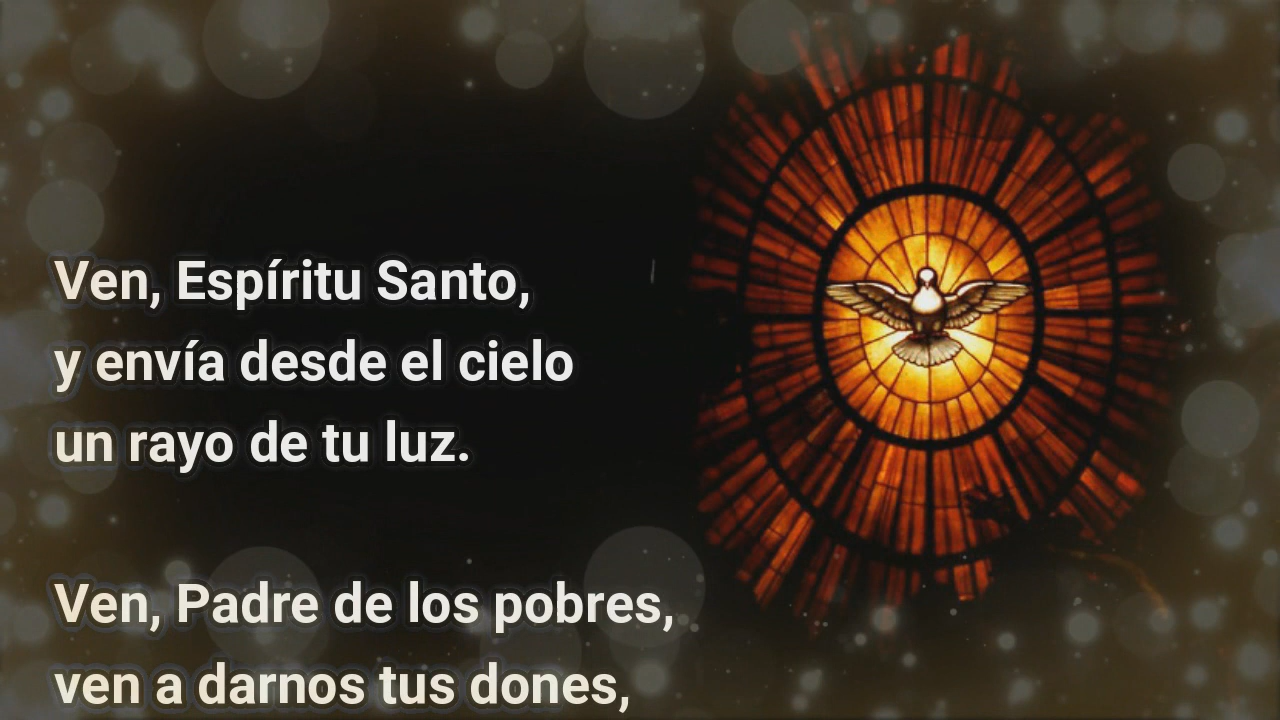 Ven, Espíritu Santo,
y envía desde el cielo
un rayo de tu luz.
Ven, Padre de los pobres,
ven a darnos tus dones,